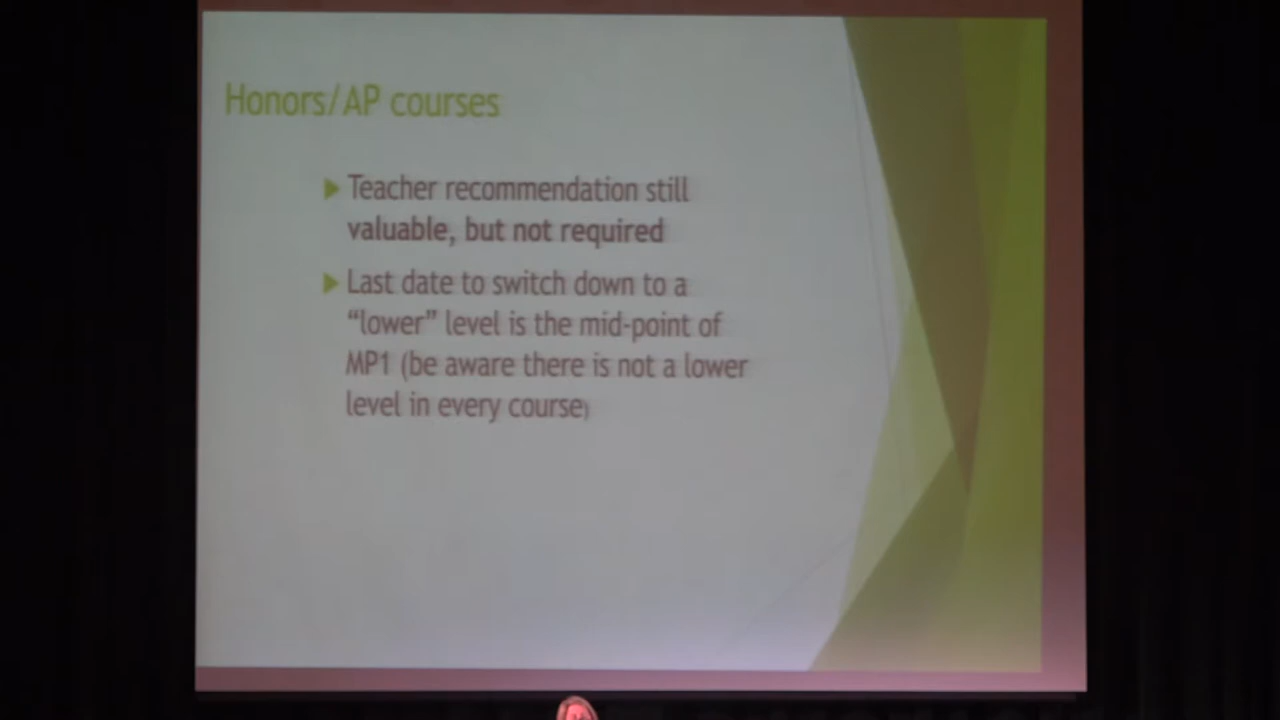 Honors/AP courses
Teacher recommendation still
valuable, but not required
Last date to switch down to a
“lower” level is the mid-point of
MP1 (be aware there is not a lower
level in every course)